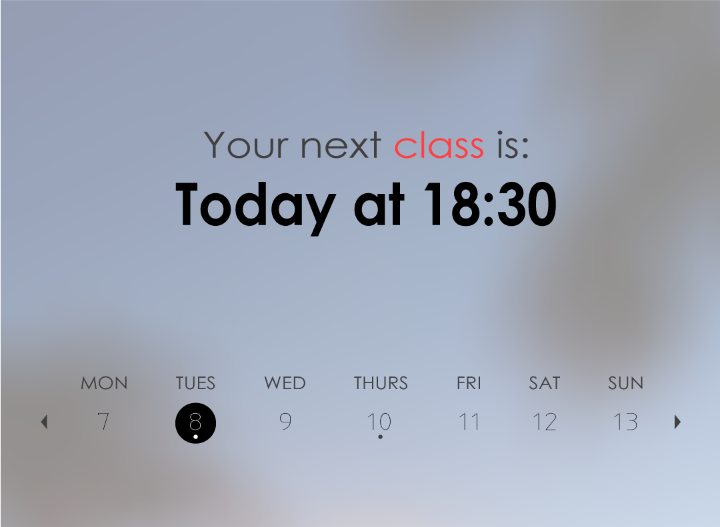 Your next class is:
Today at 18:30
MON TUES WED THURS FRI SAT SUN
7 8 9 10 11 12 13